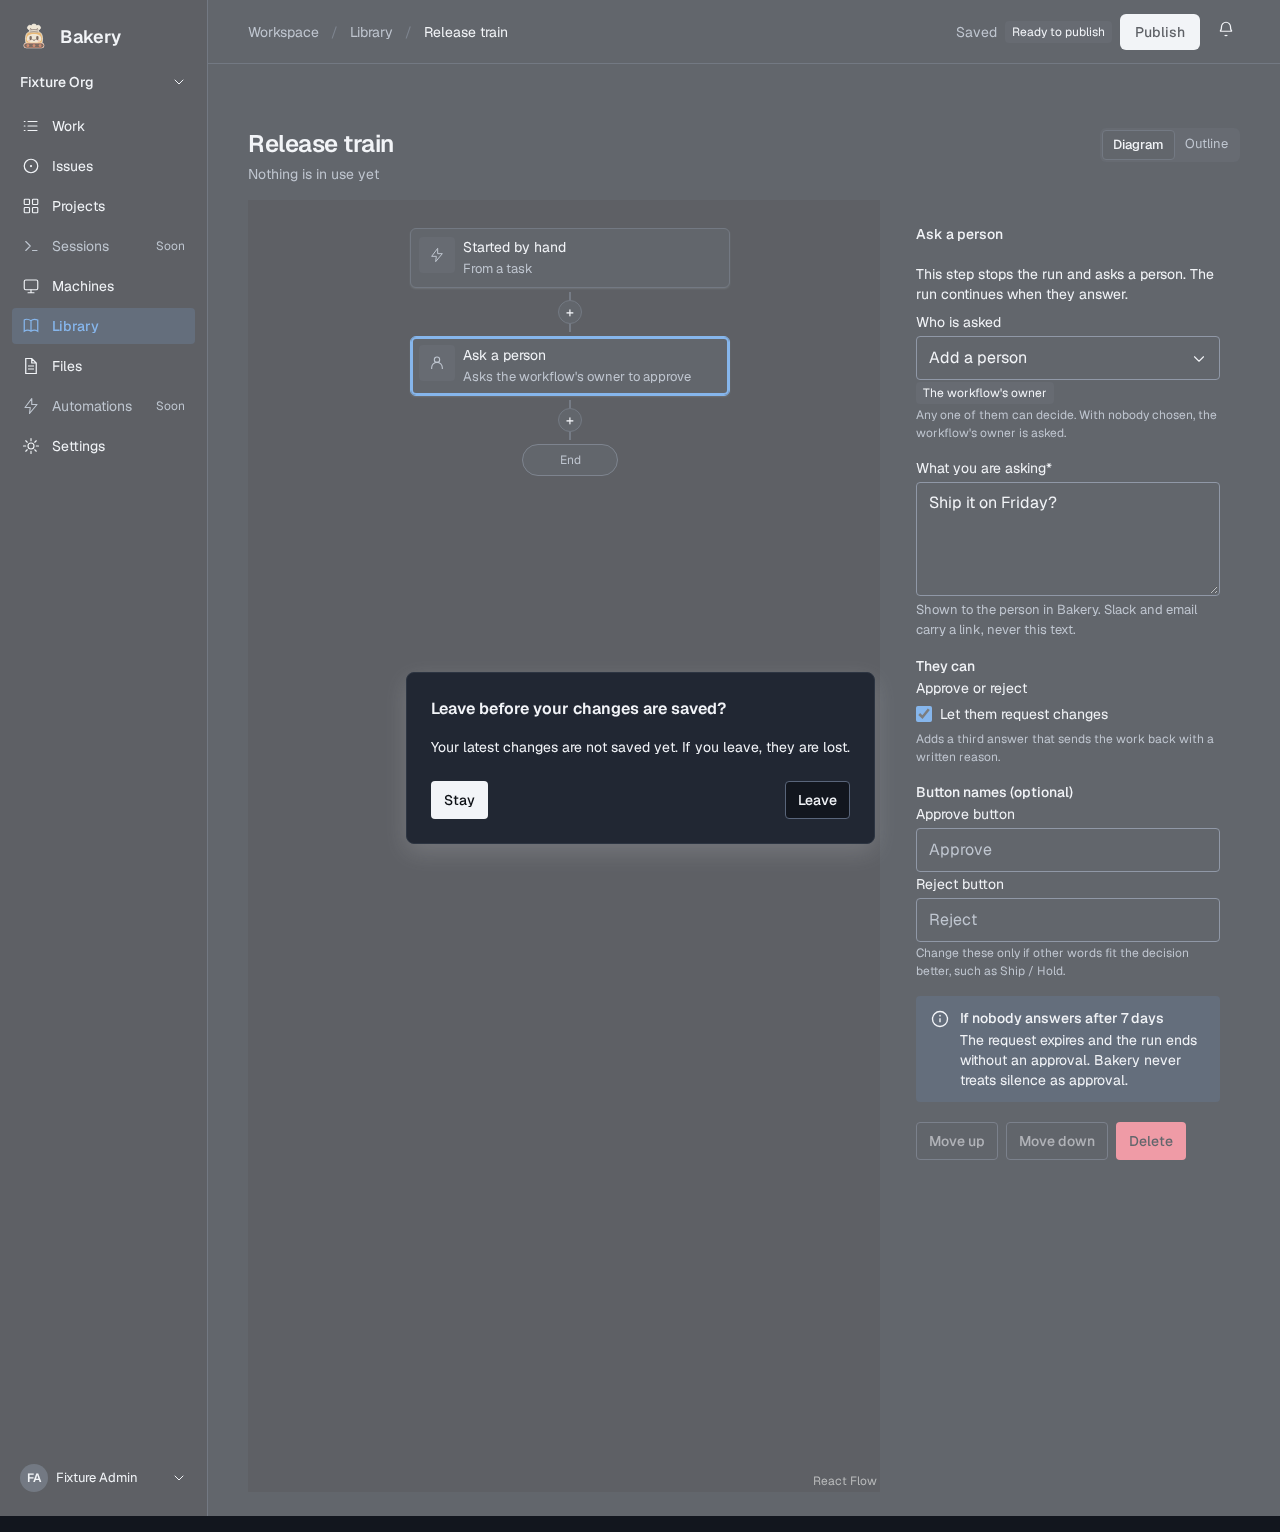 Bakery
Fixture Org
Work
Issues
Projects
Sessions Soon
Machines
Library
Files
Automations Soon
Settings
FA Fixture Admin
Workspace / Library / Release train
Saved Ready to publish Publish
Release train
Nothing is in use yet
Diagram Outline
Started by hand
From a task
+
Ask a person
Asks the workflow's owner to approve
+
End
React Flow
Ask a person
This step stops the run and asks a person. The
run continues when they answer.
Who is asked
Add a person
The workflow's owner
Any one of them can decide. With nobody chosen, the
workflow's owner is asked.
What you are asking*
Ship it on Friday?
Shown to the person in Bakery. Slack and email
carry a link, never this text.
They can
Approve or reject
Let them request changes
Adds a third answer that sends the work back with a
written reason.
Button names (optional)
Approve button
Approve
Reject button
Reject
Change these only if other words fit the decision
better, such as Ship / Hold.
If nobody answers after 7 days
The request expires and the run ends
without an approval. Bakery never
treats silence as approval.
Move up Move down Delete
Leave before your changes are saved?
Your latest changes are not saved yet. If you leave, they are lost.
Stay Leave